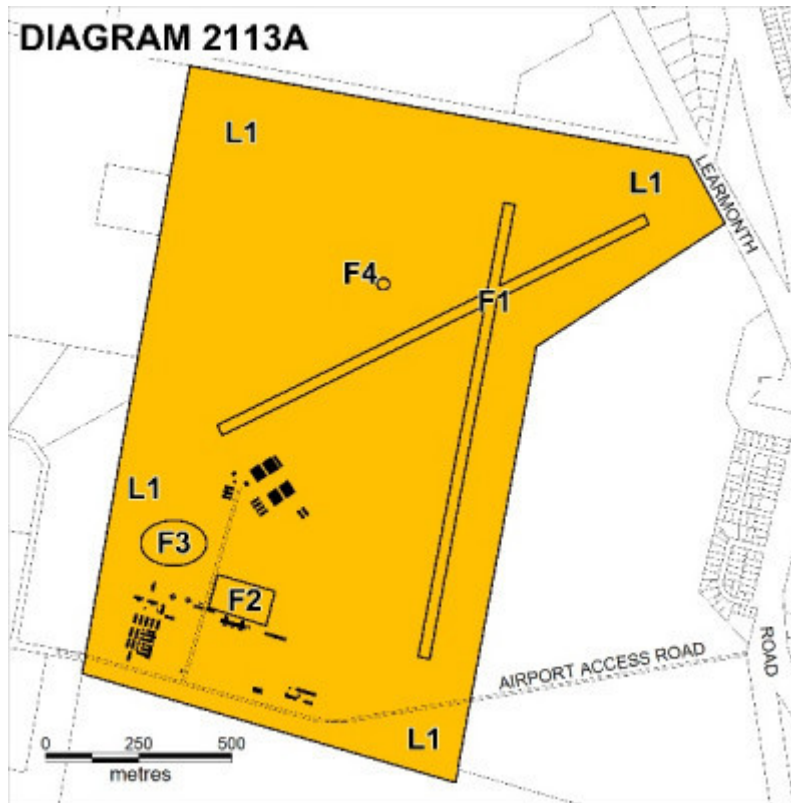 DIAGRAM 2113A
L1
L1
LEARMONTH
F4
F1
L1
F3
F2
AIRPORT ACCESS ROAD
ROAD
L1
0 250 500
metres